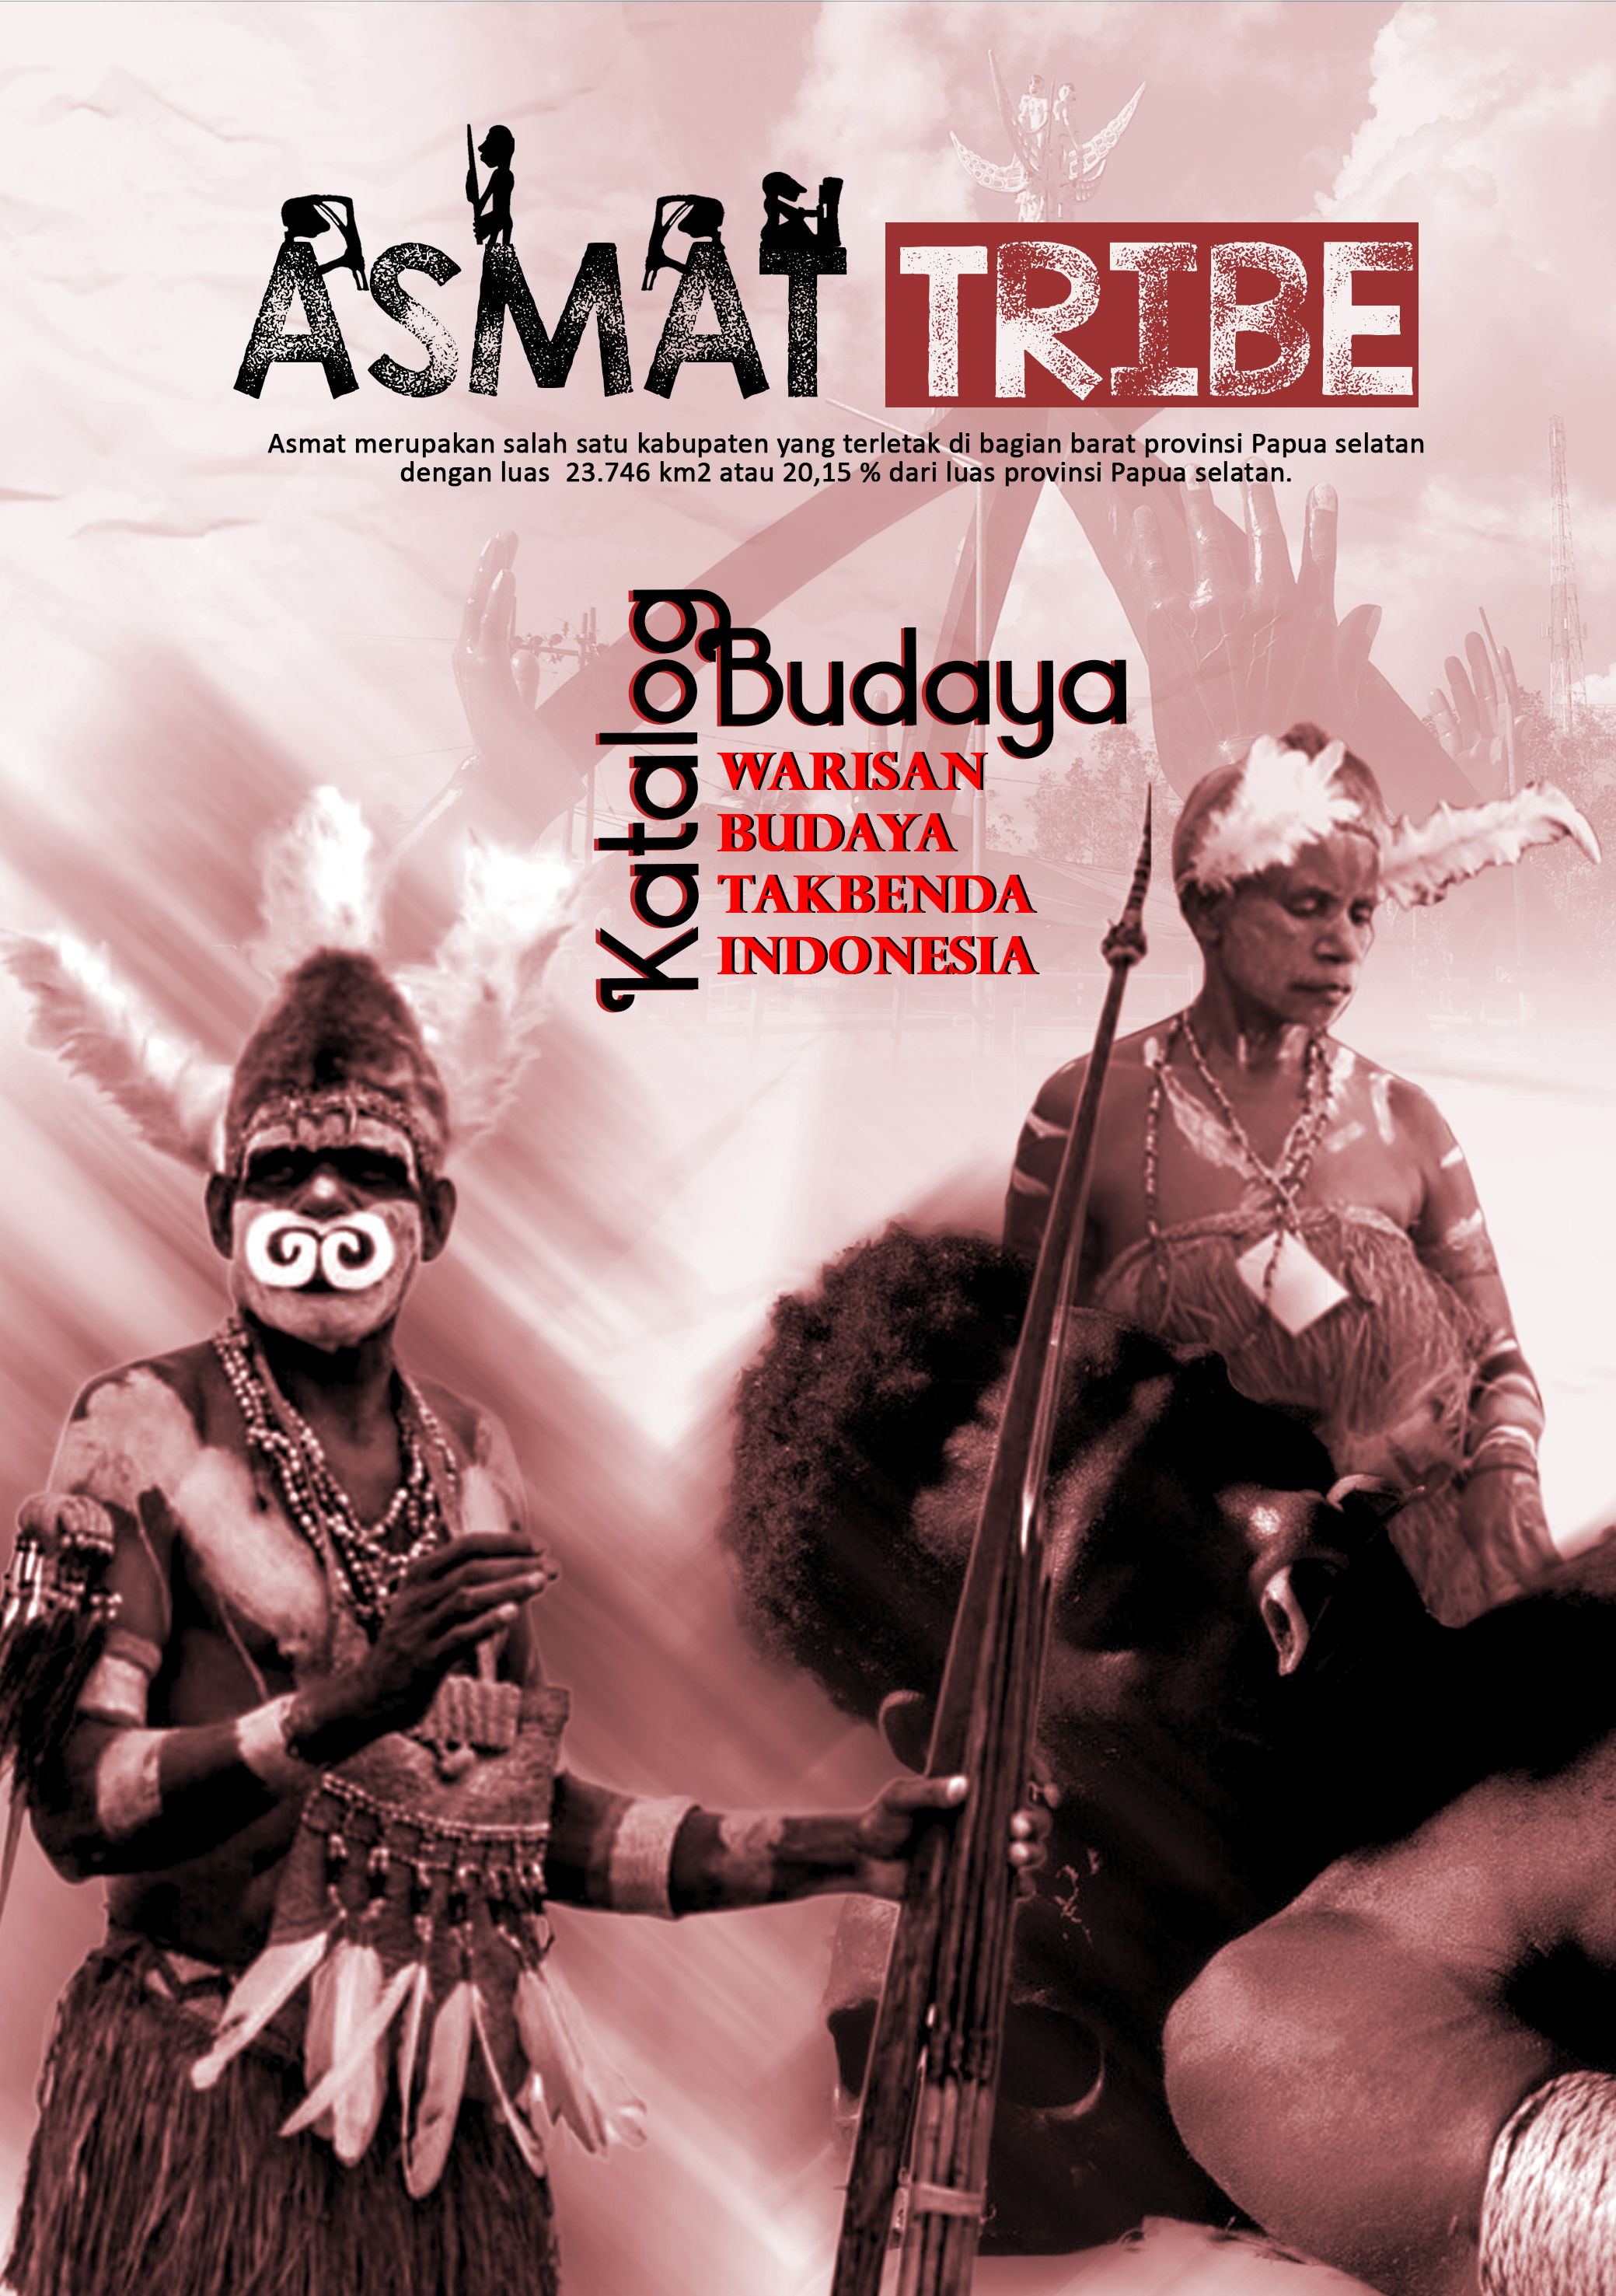 ASMAT TRIBE
Asmat merupakan salah satu kabupaten yang terletak di bagian barat provinsi Papua selatan
dengan luas  23.746 km2 atau 20,15 % dari luas provinsi Papua selatan.
Katalog
Budaya
WARISAN
BUDAYA
TAKBENDA
INDONESIA